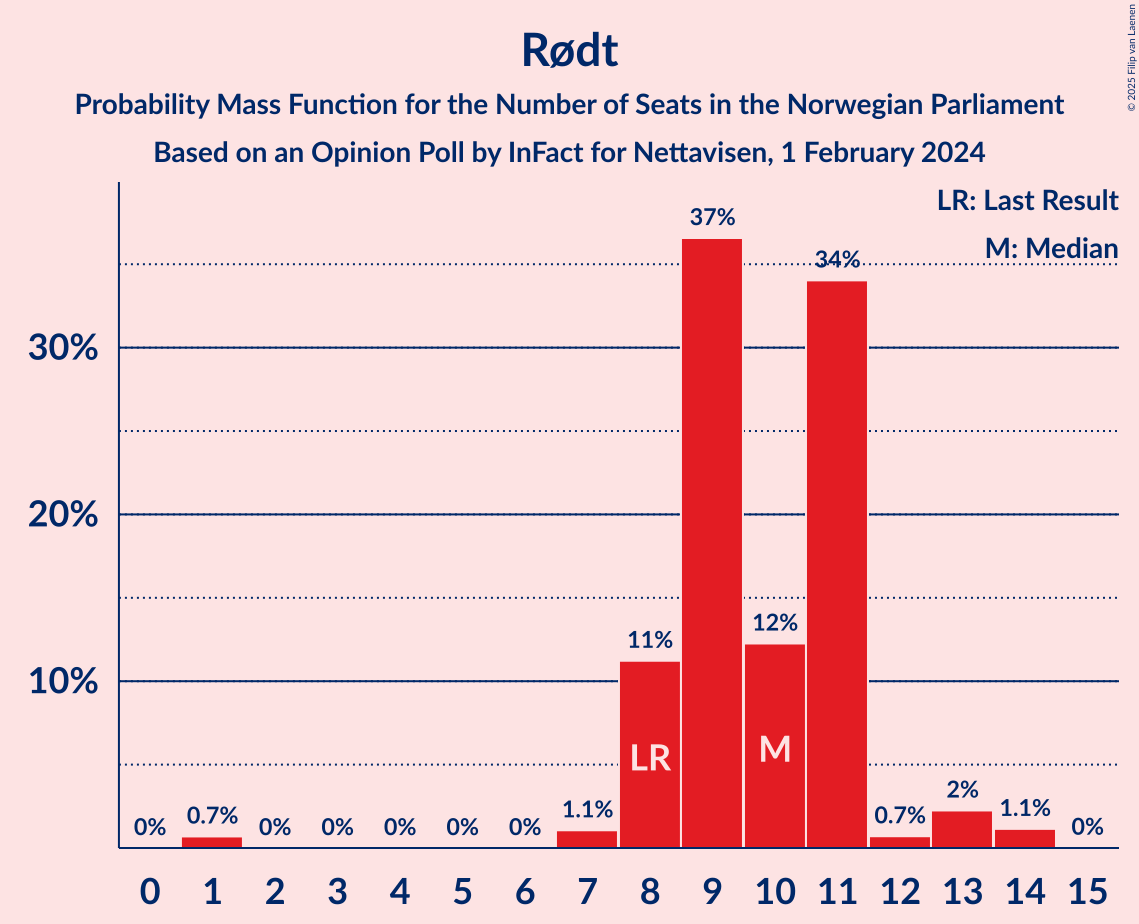 Rødt
Probability Mass Function for the Number of Seats in the Norwegian Parliament
Based on an Opinion Poll by InFact for Nettavisen, 1 February 2024
© 2025 Filip van Laenen
LR: Last Result
M: Median
37%
34%
30%
20%
12%
11%
10%
LR
M
2%
0% 0.7% 0% 0% 0% 0% 0% 1.1% 0.7% 1.1% 0%
0 1 2 3 4 5 6 7 8 9 10 11 12 13 14 15